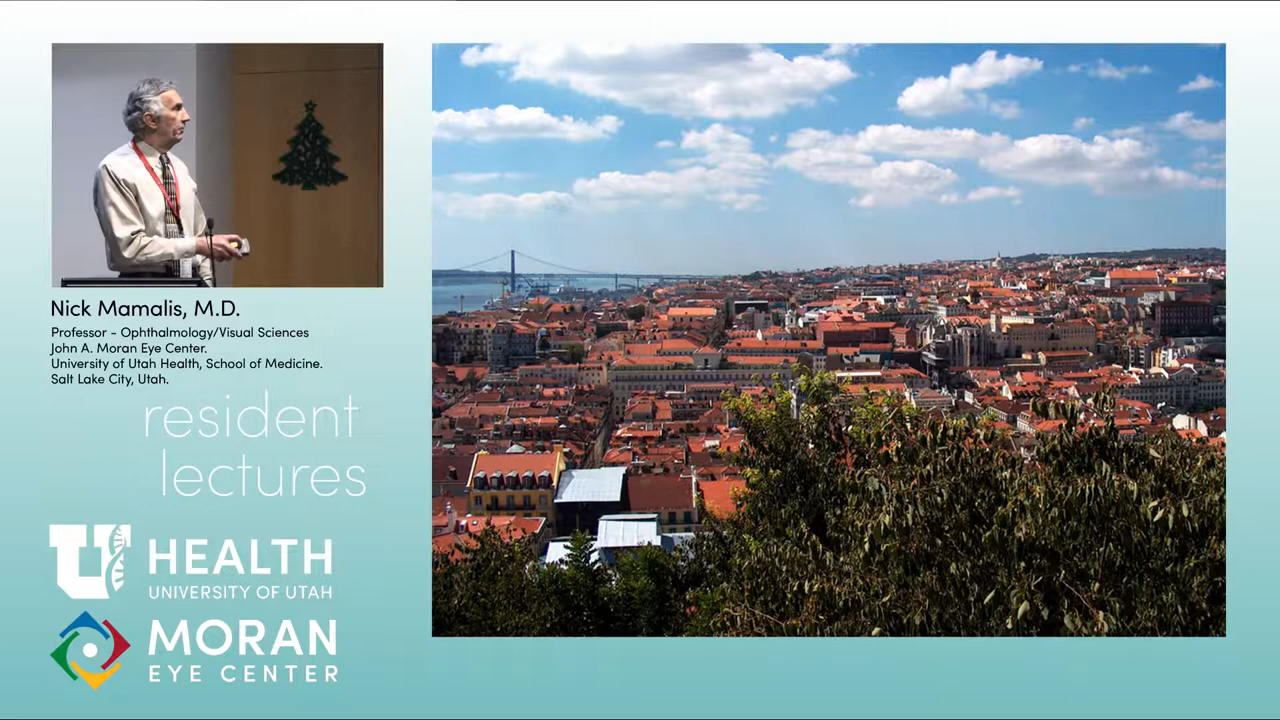 Nick Mamalis, M.D.
Professor - Ophthalmology/Visual Sciences
John A. Moran Eye Center.
University of Utah Health, School of Medicine.
Salt Lake City, Utah.
resident
lectures
U HEALTH
UNIVERSITY OF UTAH
MORAN
EYE CENTER